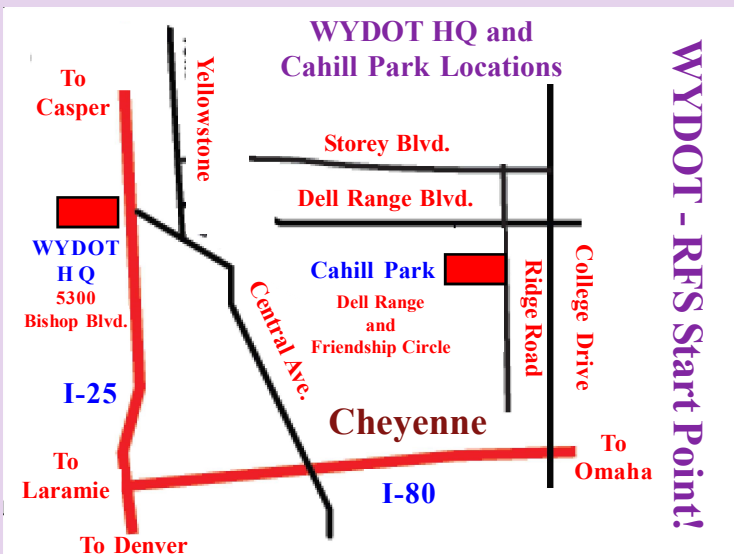 WYDOT HQ and
Cahill Park Locations
To
Casper
Yellowstone
Storey Blvd.
Dell Range Blvd.
WYDOT
H Q
5300
Bishop Blvd.
Cahill Park
Dell Range
and
Friendship Circle
Ridge Road
College Drive
Central Ave.
I-25
Cheyenne
To
Laramie
I-80
To
Omaha
To Denver
WYDOT - RFS Start Point!